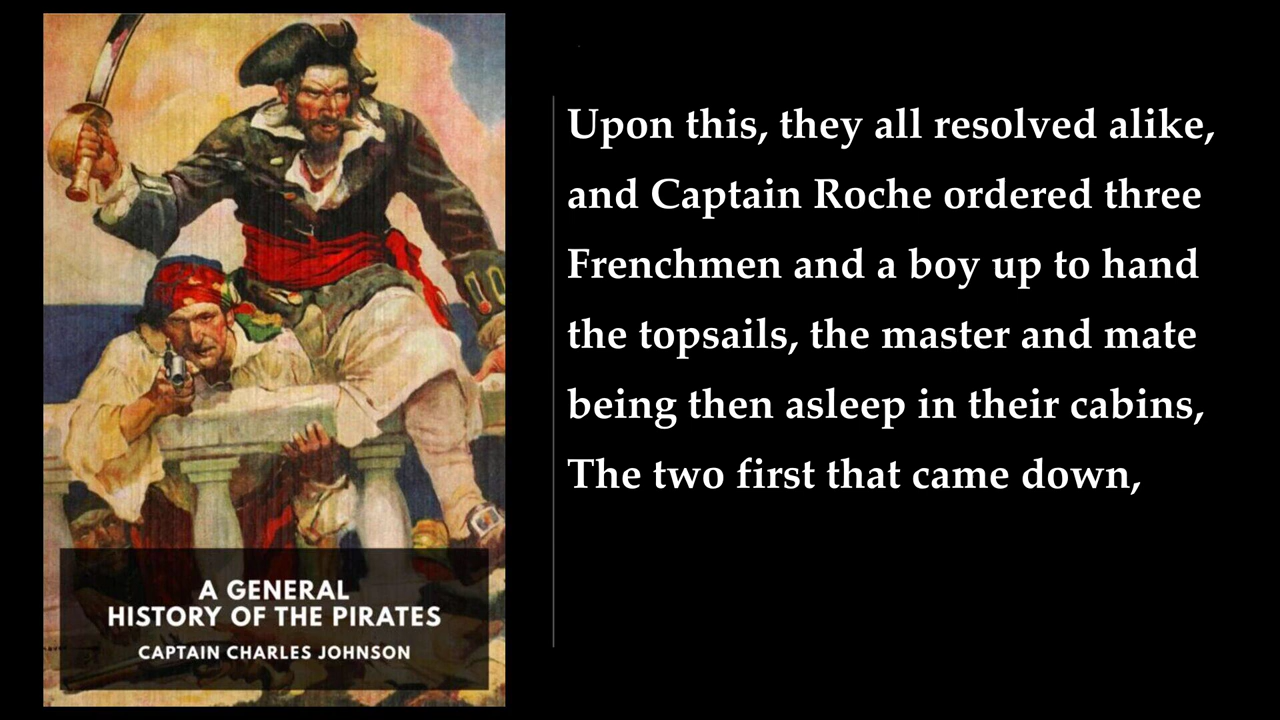 Upon this, they all resolved alike,
and Captain Roche ordered three
Frenchmen and a boy up to hand
the topsails, the master and mate
being then asleep in their cabins,
The two first that came down,
A GENERAL
HISTORY OF THE PIRATES
CAPTAIN CHARLES JOHNSON